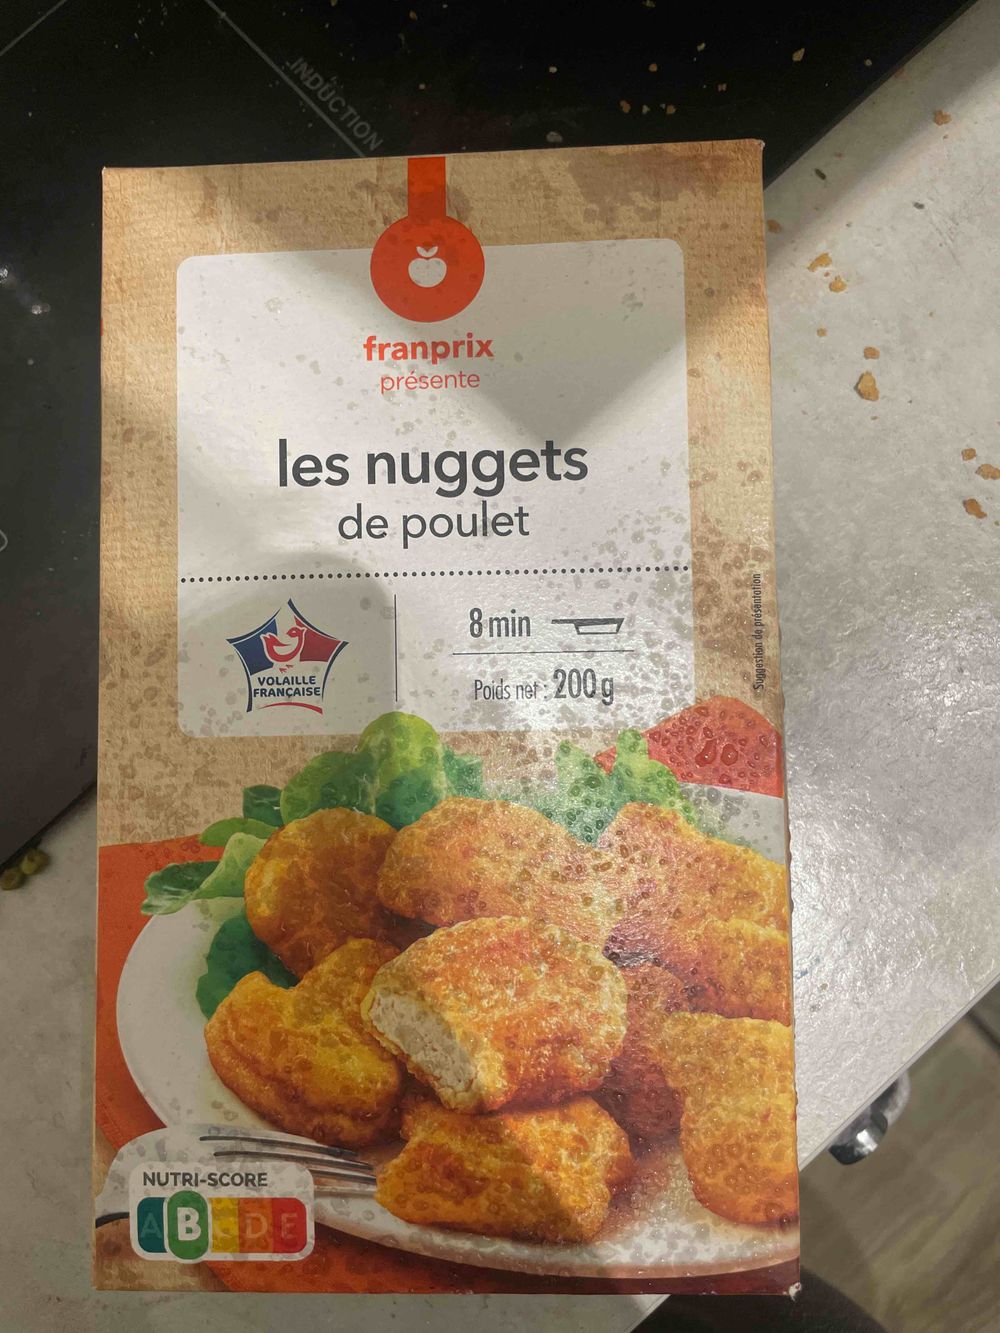 INDUCTION
franprix
présente
les nuggets
de poulet
VOLAILLE
FRANÇAISE
8 min
Poids net : 200 g
Suggestion de présentation
NUTRI-SCORE
A B C D E